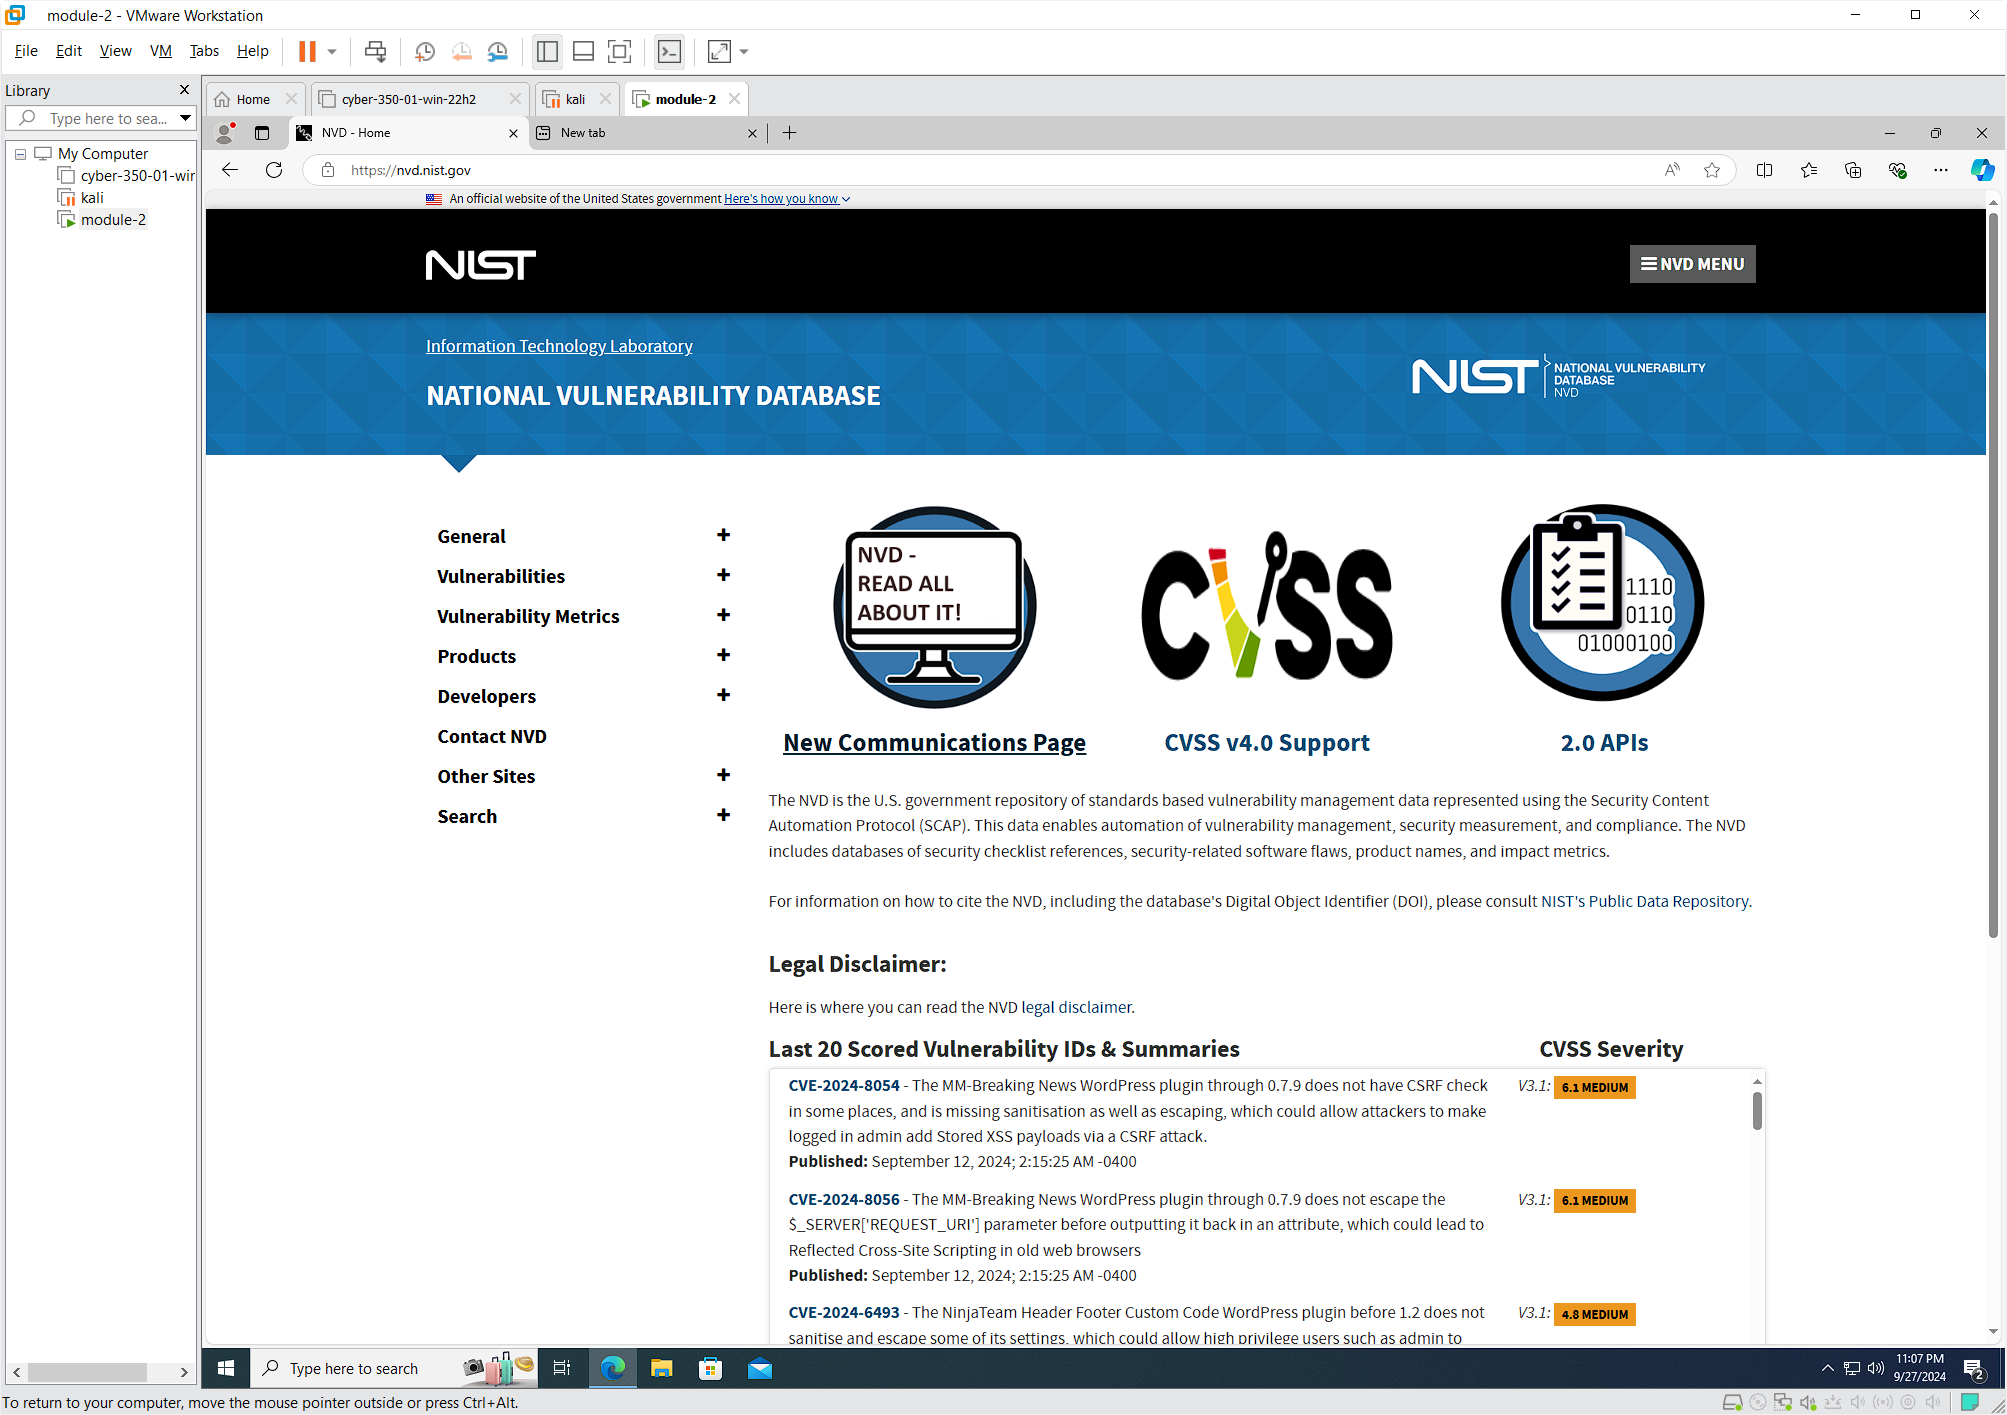 module-2 - VMware Workstation
File Edit View VM Tabs Help
Library
Type here to sea...
My Computer
cyber-350-01-wir
kali
module-2
Home
cyber-350-01-win-22h2
kali
module-2
NVD - Home
New tab
https://nvd.nist.gov
An official website of the United States government Here's how you know
NIST
NVD MENU
Information Technology Laboratory
NATIONAL VULNERABILITY DATABASE
NIST
NATIONAL VULNERABILITY
DATABASE
NVD
General
Vulnerabilities
Vulnerability Metrics
Products
Developers
Contact NVD
Other Sites
Search
NVD -
READ ALL
ABOUT IT!
CVSS
1110
0110
01000100
New Communications Page
CVSS v4.0 Support
2.0 APIs
The NVD is the U.S. government repository of standards based vulnerability management data represented using the Security Content
Automation Protocol (SCAP). This data enables automation of vulnerability management, security measurement, and compliance. The NVD
includes databases of security checklist references, security-related software flaws, product names, and impact metrics.
For information on how to cite the NVD, including the database's Digital Object Identifier (DOI), please consult NIST's Public Data Repository.
Legal Disclaimer:
Here is where you can read the NVD legal disclaimer.
Last 20 Scored Vulnerability IDs & Summaries
CVSS Severity
CVE-2024-8054 - The MM-Breaking News WordPress plugin through 0.7.9 does not have CSRF check
in some places, and is missing sanitisation as well as escaping, which could allow attackers to make
logged in admin add Stored XSS payloads via a CSRF attack.
Published: September 12, 2024; 2:15:25 AM -0400
V3.1: 6.1 MEDIUM
CVE-2024-8056 - The MM-Breaking News WordPress plugin through 0.7.9 does not escape the
$_SERVER['REQUEST_URI'] parameter before outputting it back in an attribute, which could lead to
Reflected Cross-Site Scripting in old web browsers
Published: September 12, 2024; 2:15:25 AM -0400
V3.1: 6.1 MEDIUM
CVE-2024-6493 - The NinjaTeam Header Footer Custom Code WordPress plugin before 1.2 does not
sanitise and escape some of its settings, which could allow high privilege users such as admin to
V3.1: 4.8 MEDIUM
Type here to search
11:07 PM
9/27/2024
2
To return to your computer, move the mouse pointer outside or press Ctrl+Alt.